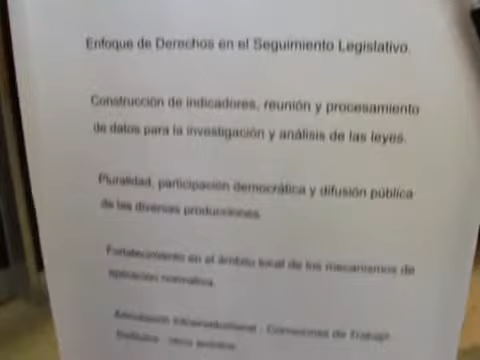 Enfoque de Derechos en el Seguimiento Legislativo.
Construcción de indicadores, reunión y procesamiento
de datos para la investigación y análisis de las leyes.
Pluralidad, participación democrática y difusión pública
de las diversas producciones.
Fortalecimiento en el ámbito local de los mecanismos de
aplicación normativa.